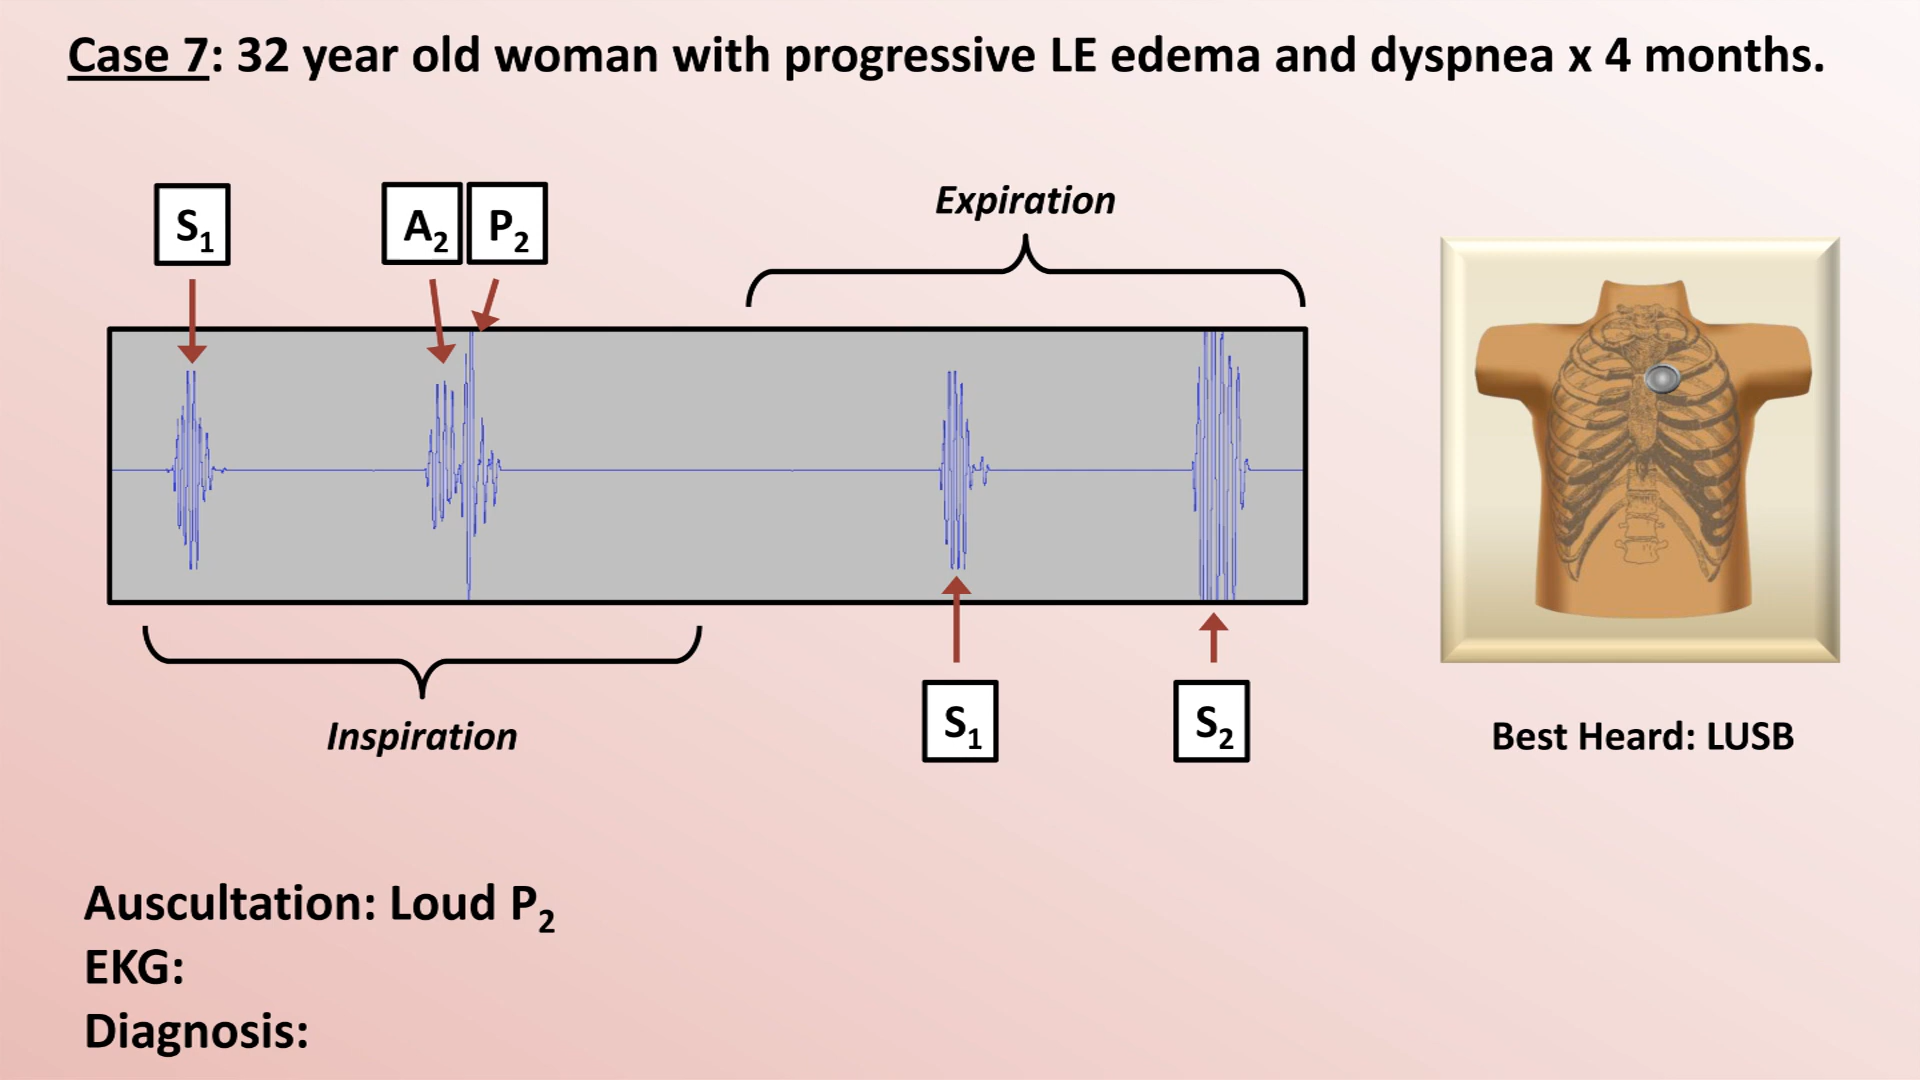 Case 7: 32 year old woman with progressive LE edema and dyspnea x 4 months.
S₁
A₂
P₂
Expiration
Inspiration
S₁
S₂
Best Heard: LUSB
Auscultation: Loud P₂
EKG:
Diagnosis: